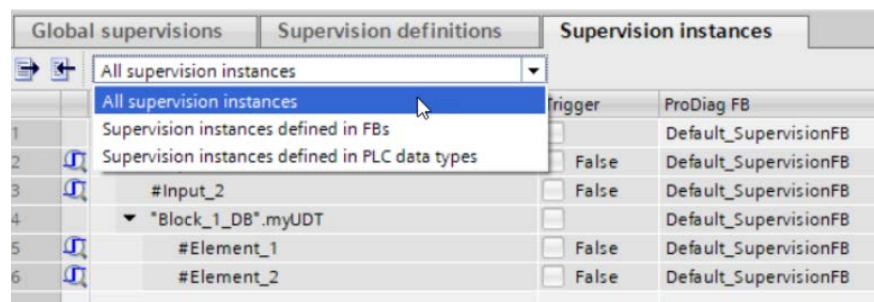 Global supervisions Supervision definitions Supervision instances
All supervision instances
All supervision instances Trigger ProDiag FB
1 Supervision instances defined in FBs Default_SupervisionFB
2 Supervision instances defined in PLC data types False Default_SupervisionFB
3 #Input_2 False Default_SupervisionFB
4 "Block_1_DB".myUDT Default_SupervisionFB
5 #Element_1 False Default_SupervisionFB
6 #Element_2 False Default_SupervisionFB